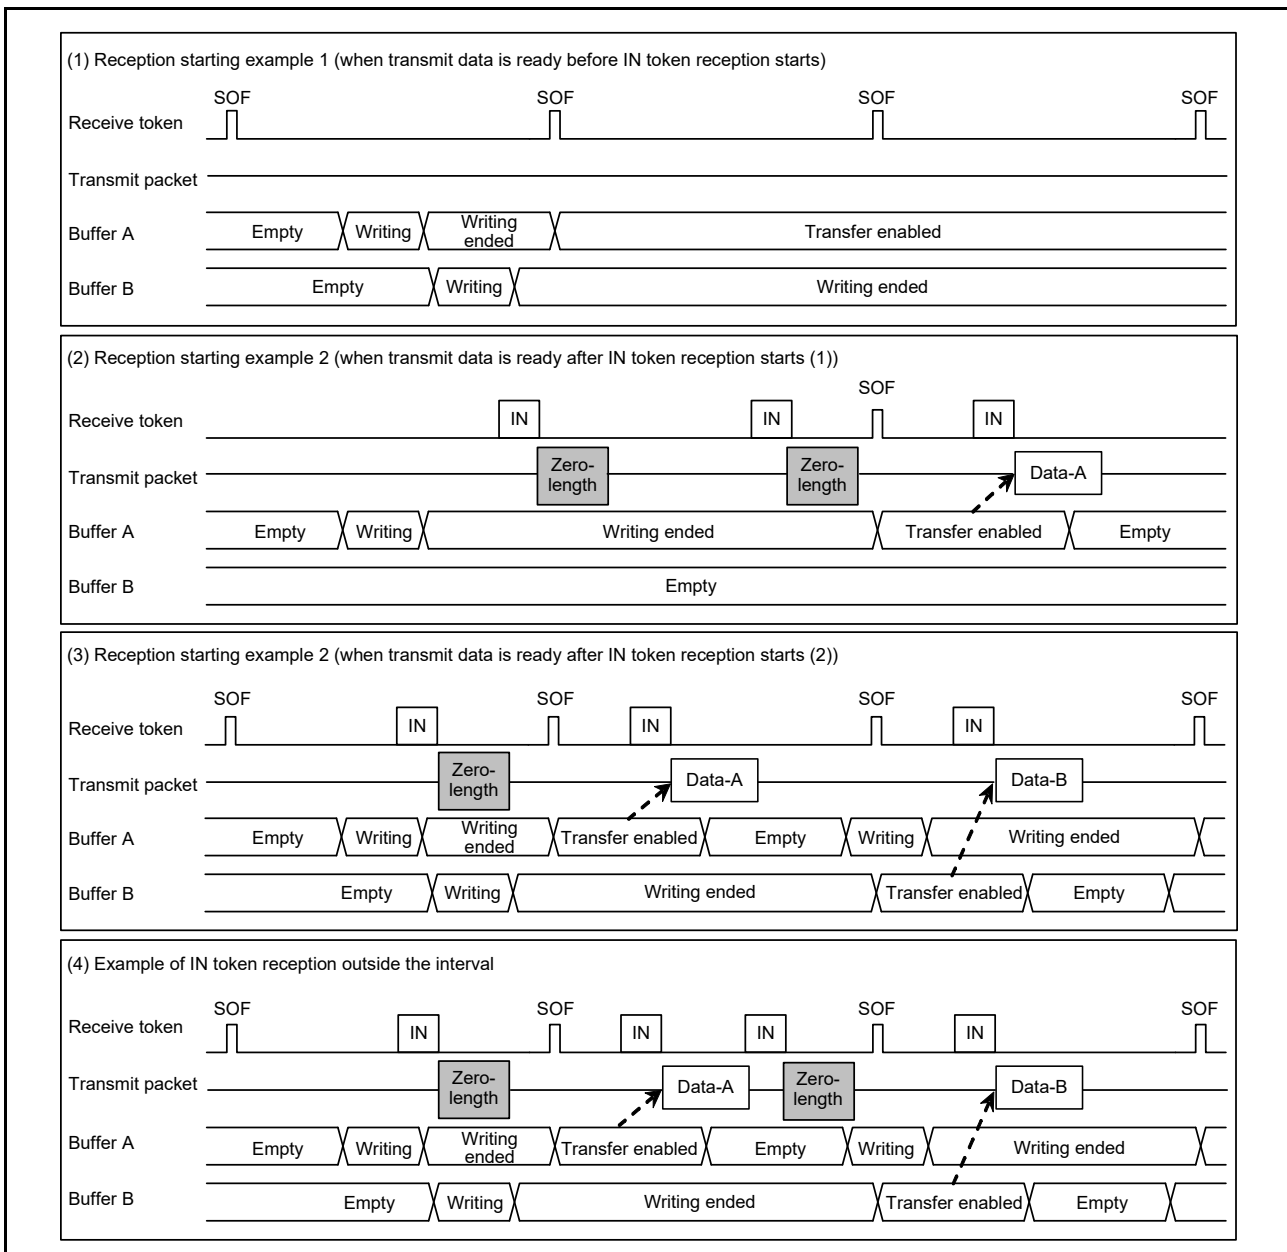 (1) Reception starting example 1 (when transmit data is ready before IN token reception starts)
SOF SOF SOF SOF
Receive token
Transmit packet
Buffer A Empty Writing Writing ended Transfer enabled
Buffer B Empty Writing Writing ended
(2) Reception starting example 2 (when transmit data is ready after IN token reception starts (1))
SOF
Receive token IN IN IN
Transmit packet Zero-length Zero-length Data-A
Buffer A Empty Writing Writing ended Transfer enabled Empty
Buffer B Empty
(3) Reception starting example 2 (when transmit data is ready after IN token reception starts (2))
SOF SOF SOF SOF
Receive token IN IN IN
Transmit packet Zero-length Data-A Data-B
Buffer A Empty Writing Writing ended Transfer enabled Empty Writing Writing ended
Buffer B Empty Writing Writing ended Transfer enabled Empty
(4) Example of IN token reception outside the interval
SOF SOF SOF SOF
Receive token IN IN IN IN
Transmit packet Zero-length Data-A Zero-length Data-B
Buffer A Empty Writing Writing ended Transfer enabled Empty Writing Writing ended
Buffer B Empty Writing Writing ended Transfer enabled Empty